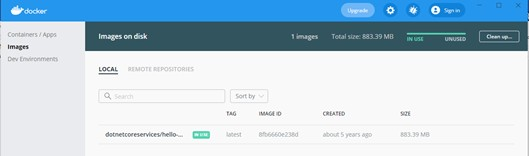 docker
Upgrade
Sign in
Containers / Apps
Images
Dev Environments
Images on disk
1 images
Total size: 883.39 MB
IN USE
UNUSED
Clean up...
LOCAL
REMOTE REPOSITORIES
Search
Sort by
TAG
IMAGE ID
CREATED
SIZE
dotnetcoreservices/hello-...
IN USE
latest
8fb6660e238d
about 5 years ago
883.39 MB